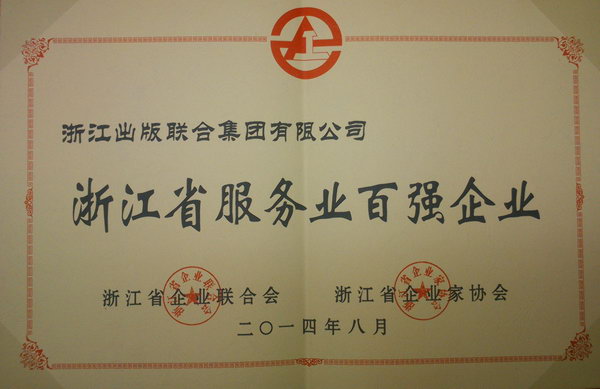 浙江出版联合集团有限公司
浙江省服务业百强企业
浙江省企业联合会 浙江省企业家协会
二〇一四年八月